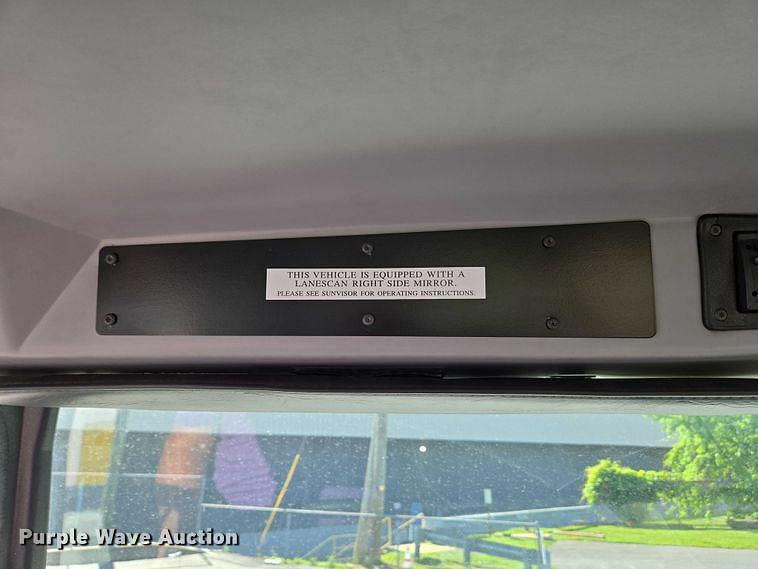 THIS VEHICLE IS EQUIPPED WITH A
LANESCAN RIGHT SIDE MIRROR.
PLEASE SEE SUNVISOR FOR OPERATING INSTRUCTIONS.
Purple Wave Auction